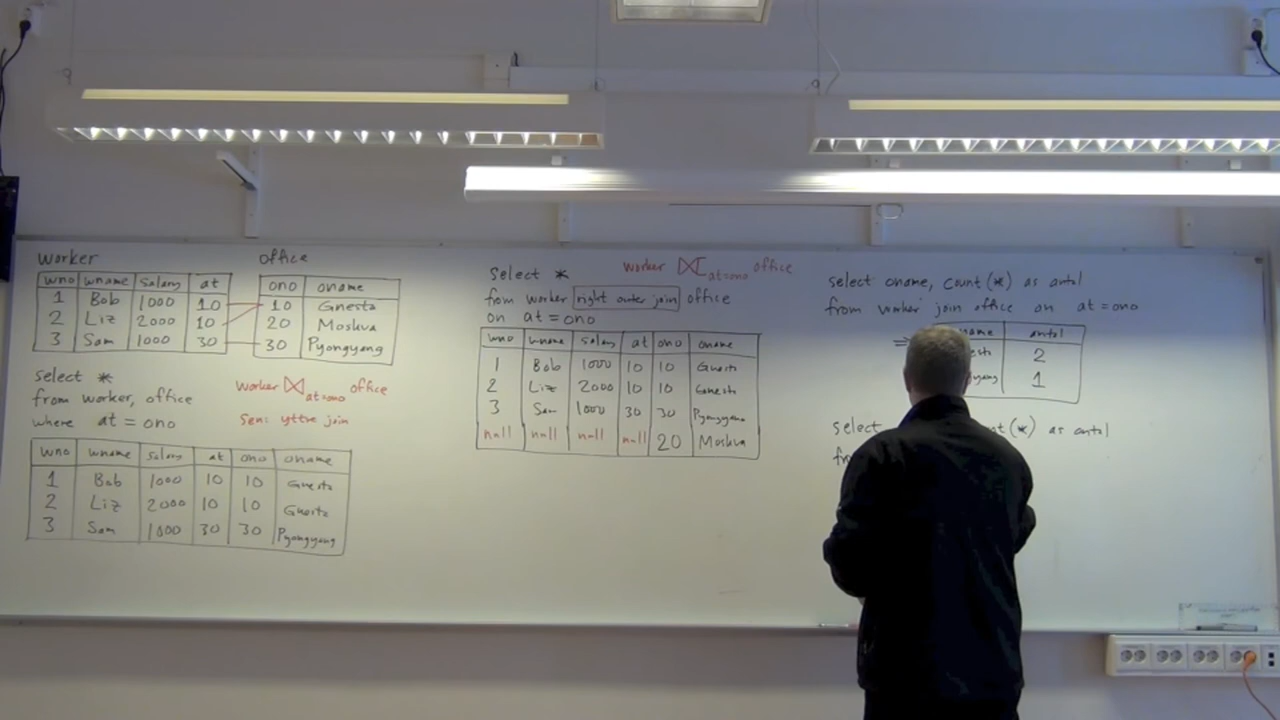 worker
wno wname salary at
1 Bob 1000 10
2 Liz 2000 10
3 Sam 1000 30
office
ono oname
10 Gnesta
20 Moskva
30 Pyongyang
select *
from worker, office
where at = ono
worker ⋈ at=ono office
Sen: yttre join
wno wname salary at ono oname
1 Bob 1000 10 10 Gnesta
2 Liz 2000 10 10 Gnesta
3 Sam 1000 30 30 Pyongyang
select *
from worker right outer join office
on at = ono
worker ⋈ at=ono office
wno wname salary at ono oname
1 Bob 1000 10 10 Gnesta
2 Liz 2000 10 10 Gnesta
3 Sam 1000 30 30 Pyongyang
null null null null 20 Moskva
select oname, count(*) as antal
from worker join office on at = ono
⇒
name antal
esta 2
yang 1
select nt(*) as antal